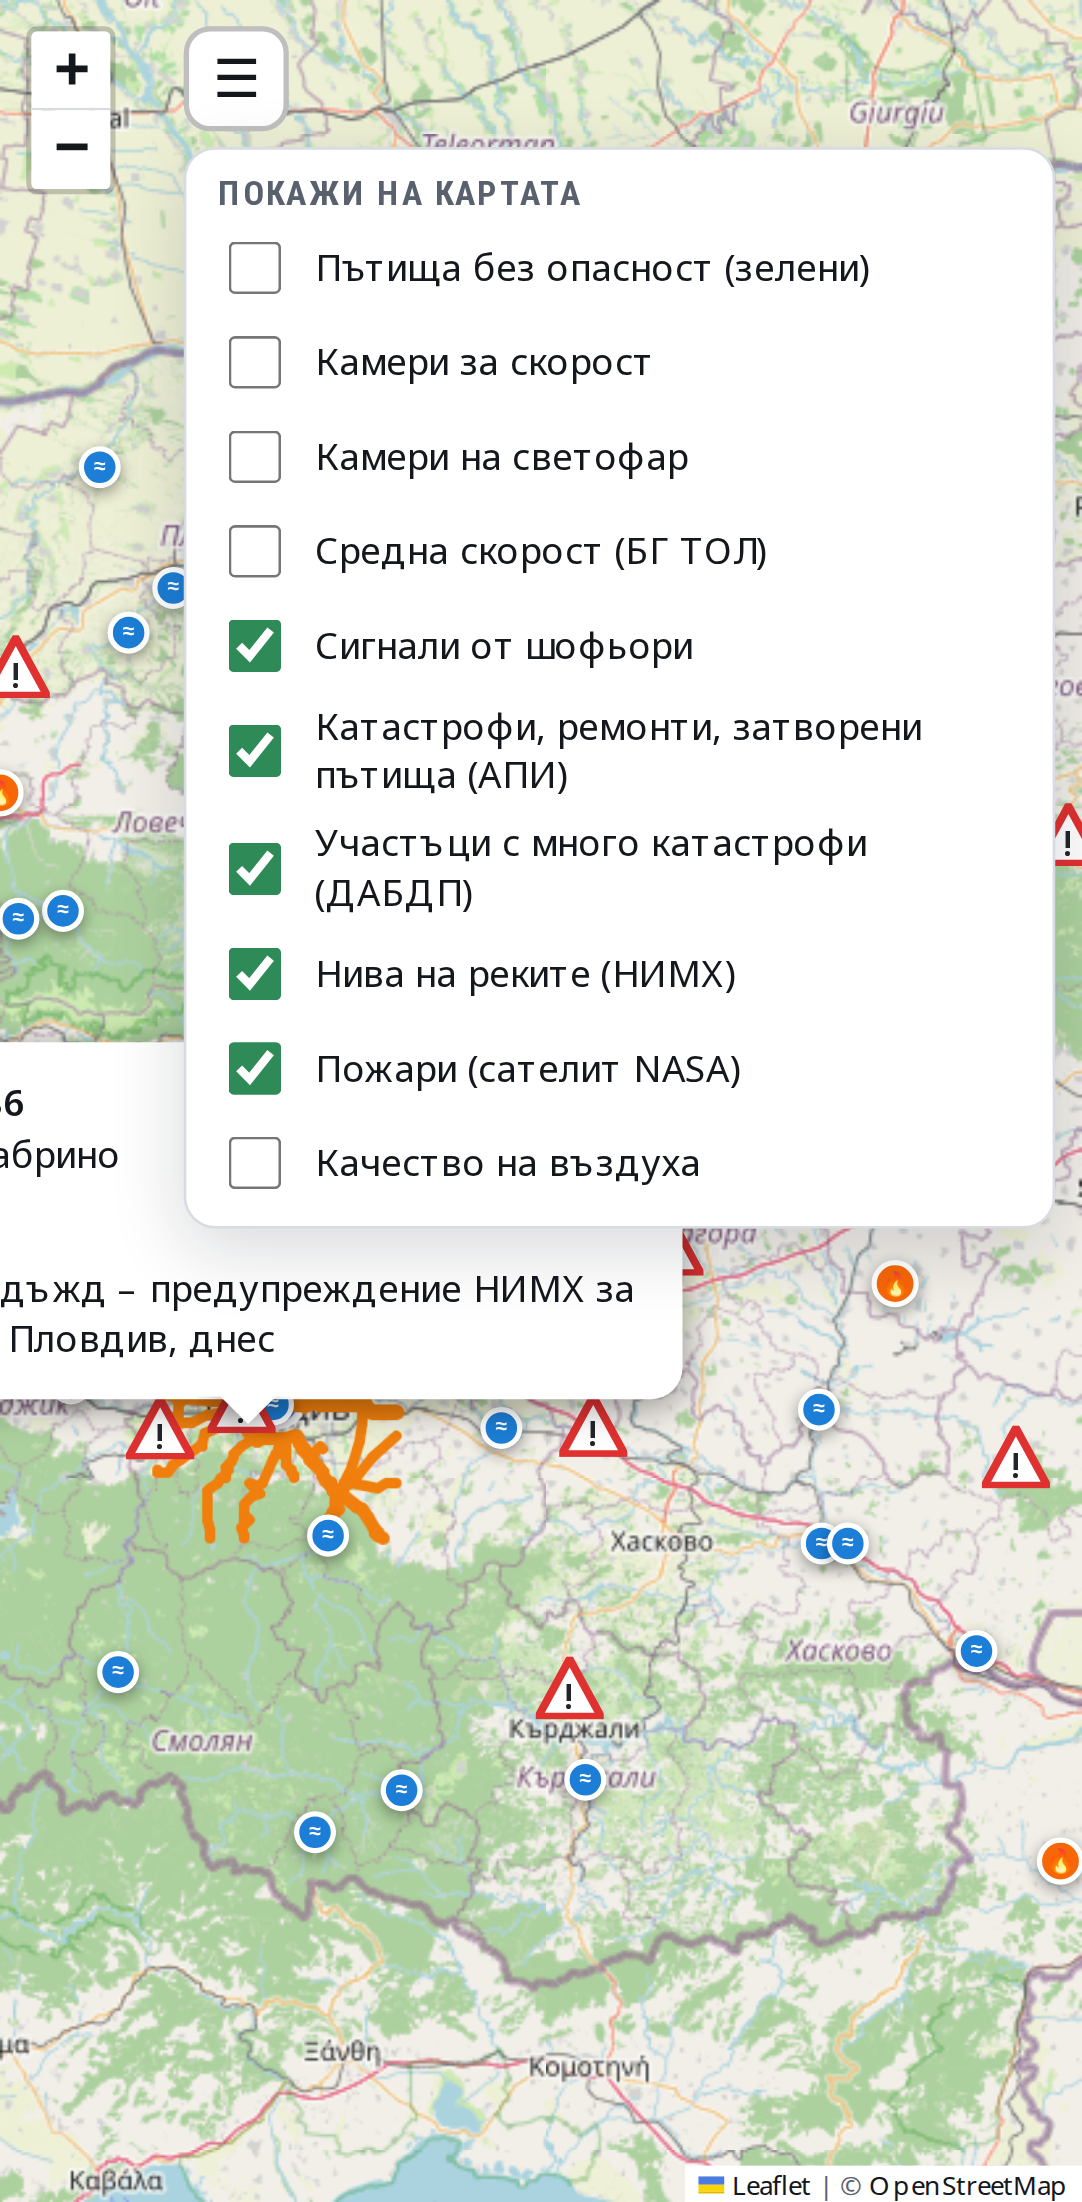 +
−
☰
Giurgiu
Teleorman
ПОКАЖИ НА КАРТАТА
Пътища без опасност (зелени)
Камери за скорост
Камери на светофар
Средна скорост (БГ ТОЛ)
Сигнали от шофьори
Катастрофи, ремонти, затворени
пътища (АПИ)
Участъци с много катастрофи
(ДАБДП)
Нива на реките (НИМХ)
Пожари (сателит NASA)
Качество на въздуха
дъжд – предупреждение НИМХ за
Пловдив, днес
Хасково
Хасково
Смолян
Кърджали
Ξάνθη
Κομοτηνή
Καβάλα
Leaflet | © OpenStreetMap